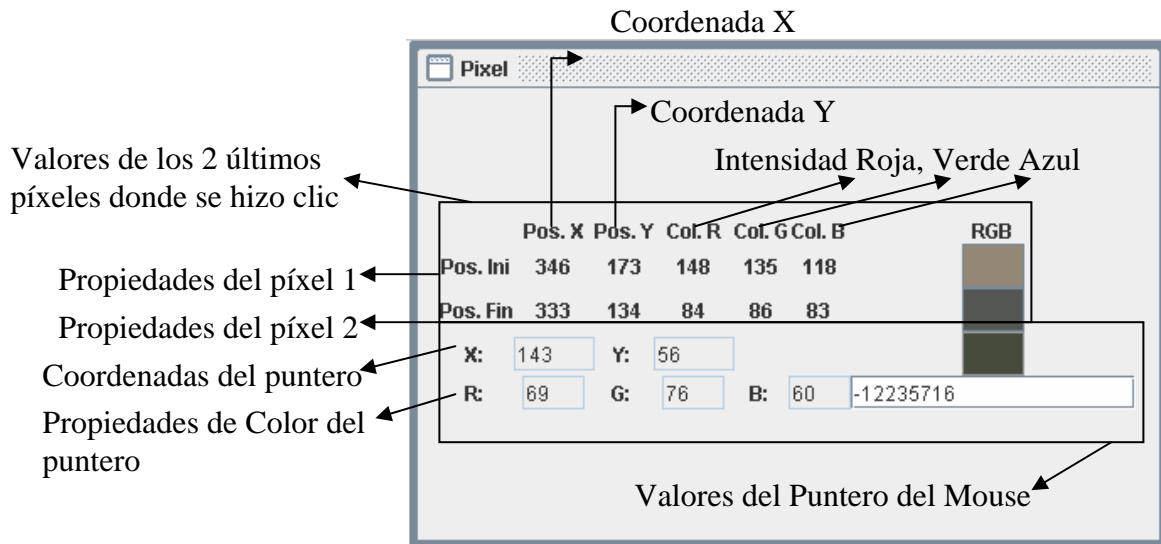 Coordenada X
Pixel
Coordenada Y
Valores de los 2 últimos
píxeles donde se hizo clic
Intensidad Roja, Verde Azul
Pos. X Pos. Y Col. R Col. G Col. B RGB
Pos. Ini 346 173 148 135 118
Propiedades del píxel 1
Pos. Fin 333 134 84 86 83
Propiedades del píxel 2
X: 143 Y: 56
Coordenadas del puntero
R: 69 G: 76 B: 60 -12235716
Propiedades de Color del
puntero
Valores del Puntero del Mouse